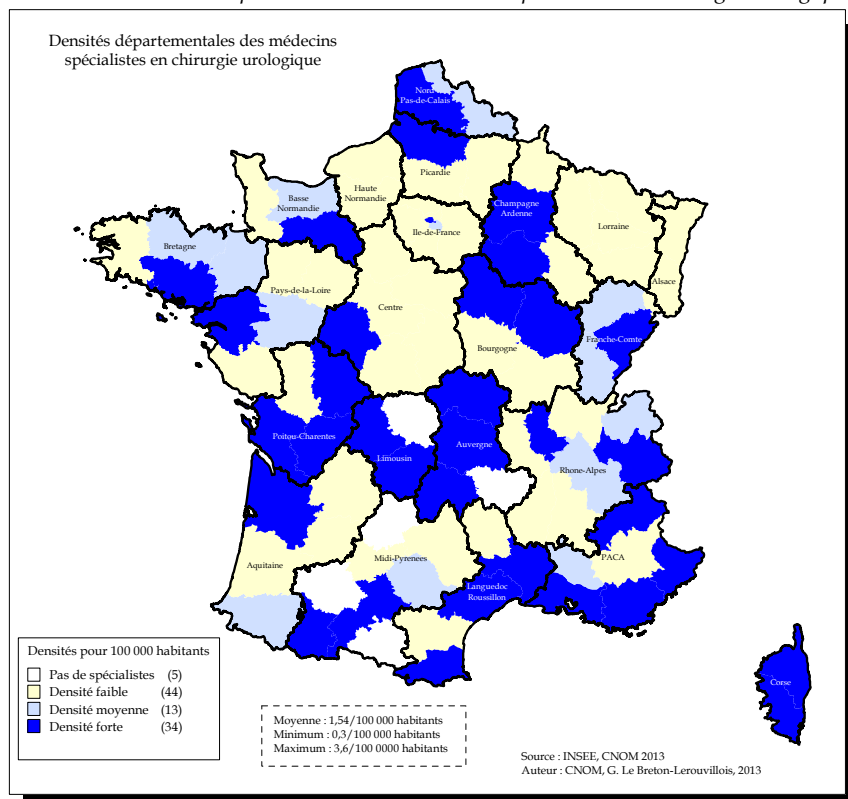 Densités départementales des médecins
spécialistes en chirurgie urologique
Nord
Pas-de-Calais
Picardie
Haute
Normandie
Basse
Normandie
Champagne
Ardenne
Ile-de-France
Lorraine
Bretagne
Alsace
Pays-de-la-Loire
Centre
Franche-Comte
Bourgogne
Poitou-Charentes
Auvergne
Limousin
Rhone-Alpes
Aquitaine
Midi-Pyrenees
PACA
Languedoc
Roussillon
Corse
Densités pour 100 000 habitants
Pas de spécialistes (5)
Densité faible (44)
Densité moyenne (13)
Densité forte (34)
Moyenne : 1,54/100 000 habitants
Minimum : 0,3/100 000 habitants
Maximum : 3,6/100 0000 habitants
Source : INSEE, CNOM 2013
Auteur : CNOM, G. Le Breton-Lerouvillois, 2013